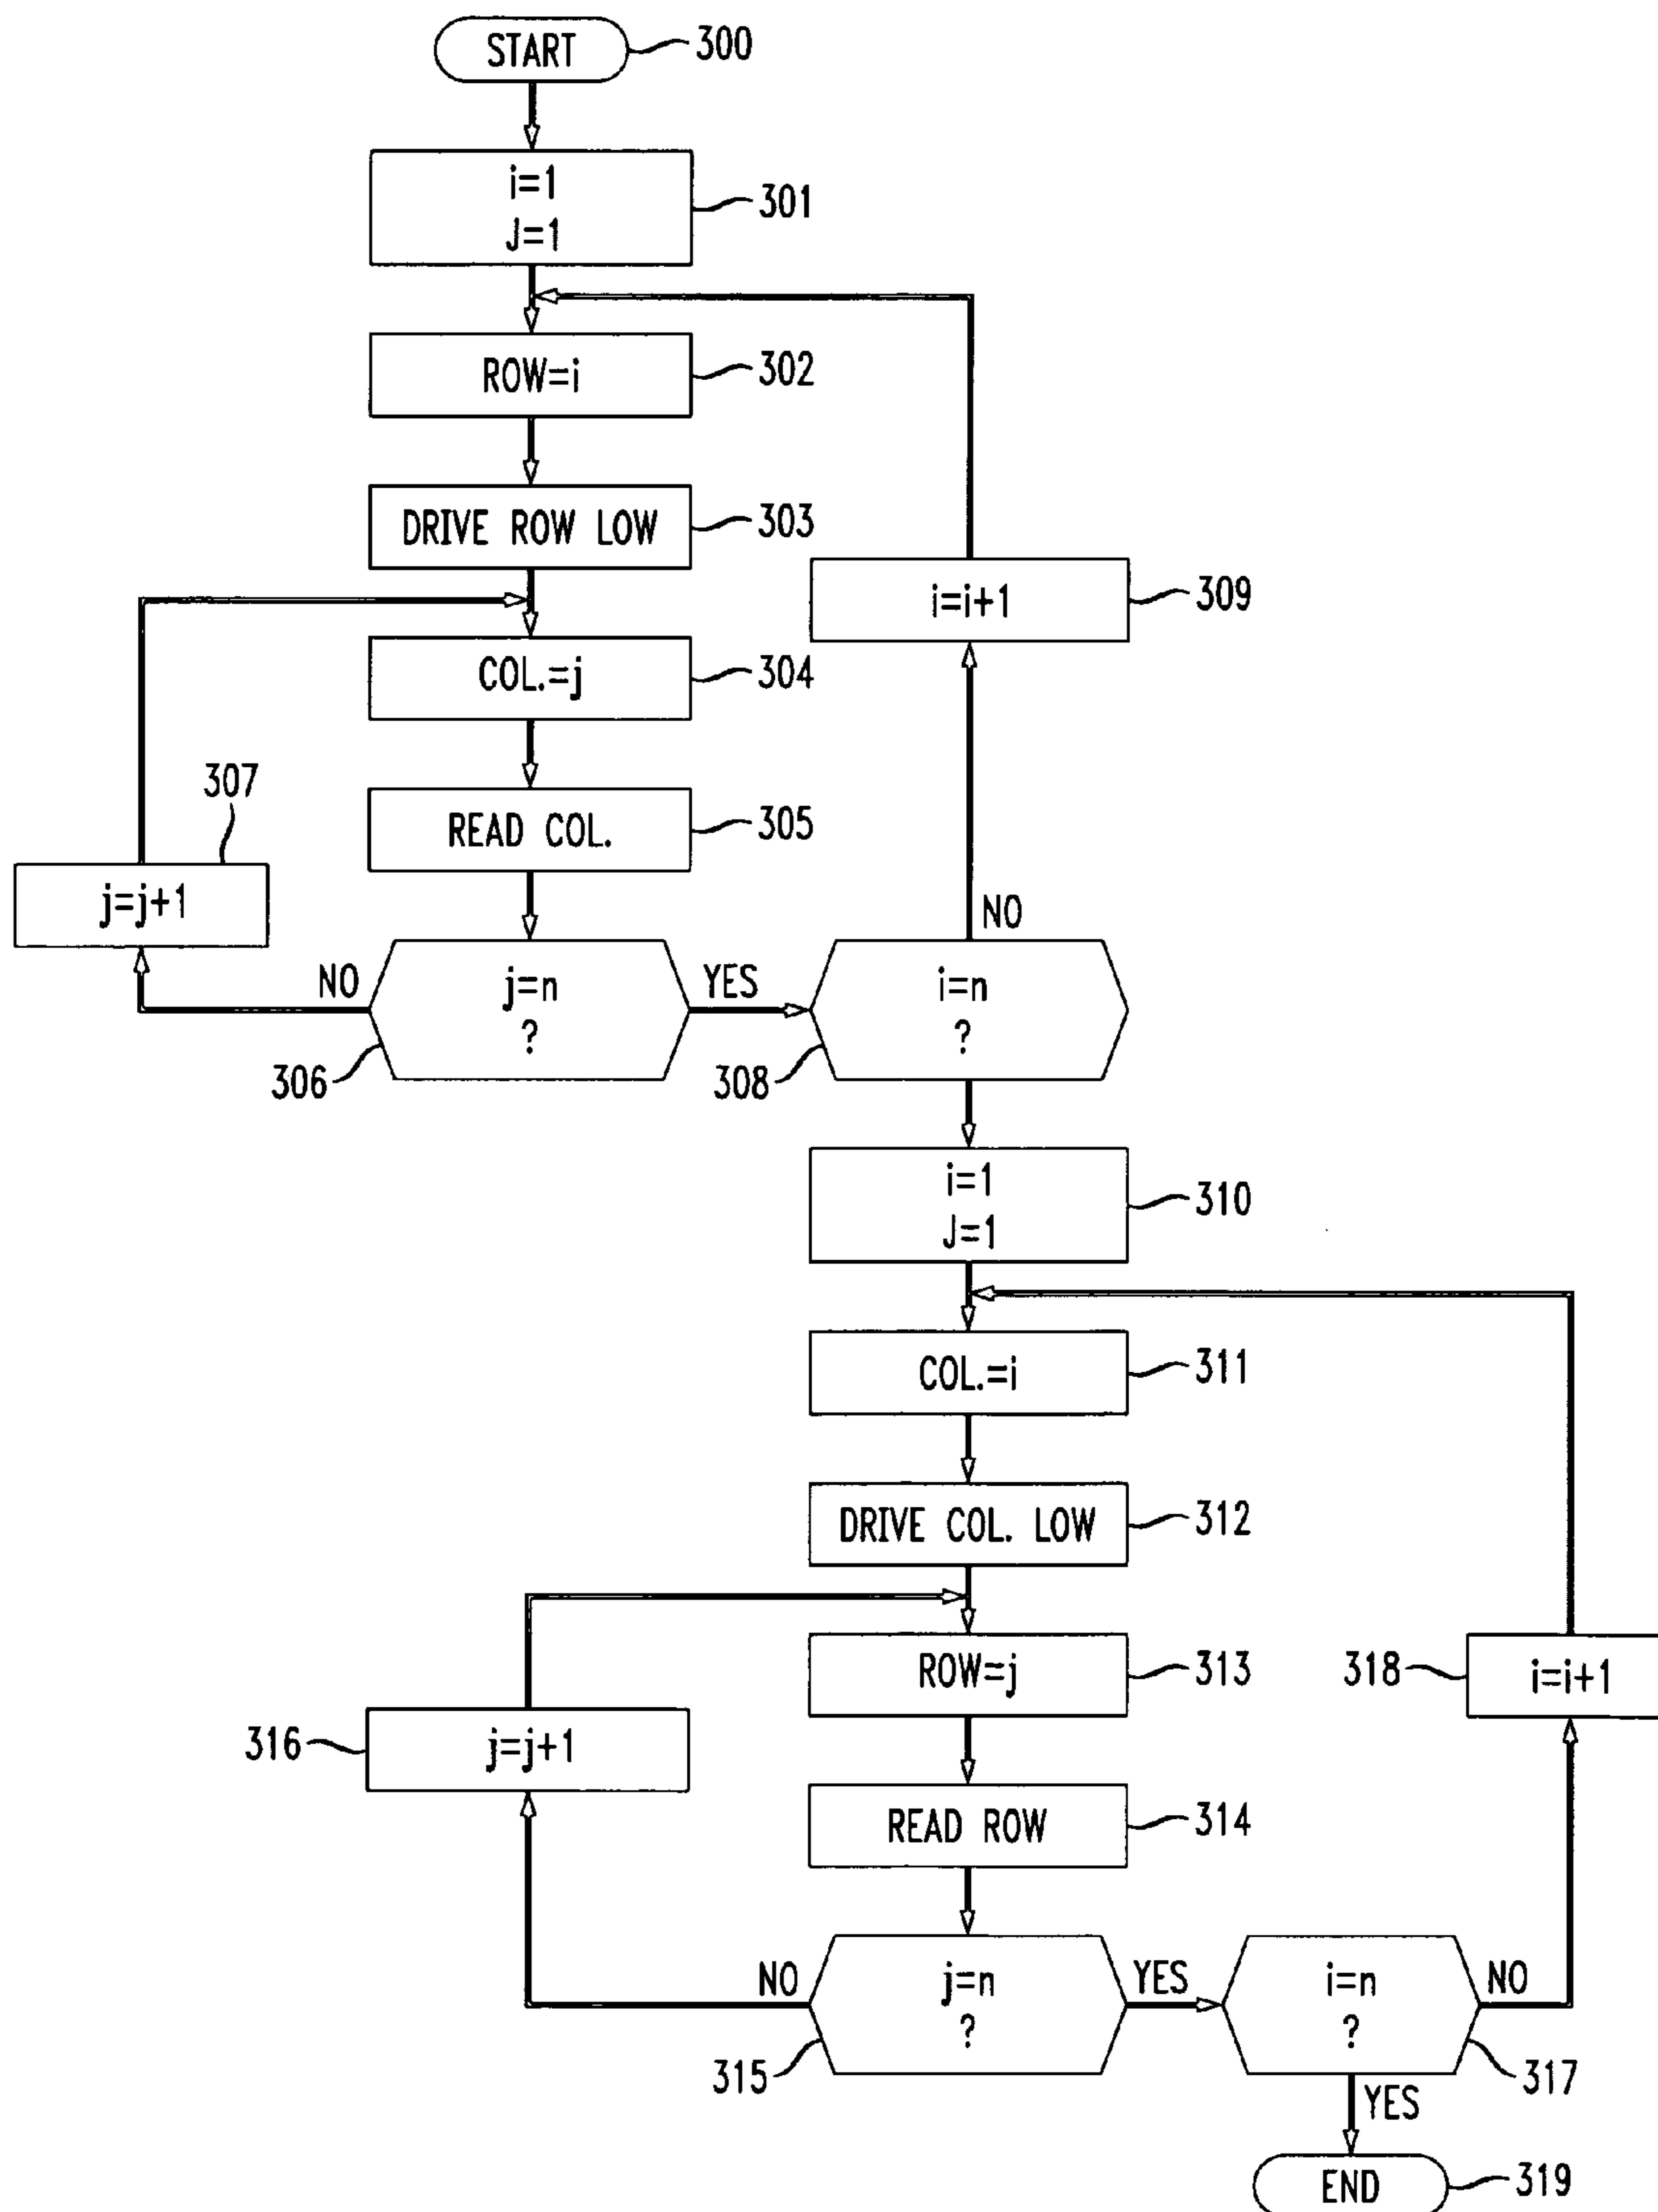 START
300
i=1
J=1
301
ROW=i
302
DRIVE ROW LOW
303
i=i+1
309
COL.=j
304
307
READ COL.
305
j=j+1
NO
NO
j=n
?
YES
i=n
?
306
308
i=1
J=1
310
COL.=i
311
DRIVE COL. LOW
312
ROW=j
313
318
i=i+1
316
j=j+1
READ ROW
314
NO
j=n
?
YES
i=n
?
NO
315
317
YES
END
319